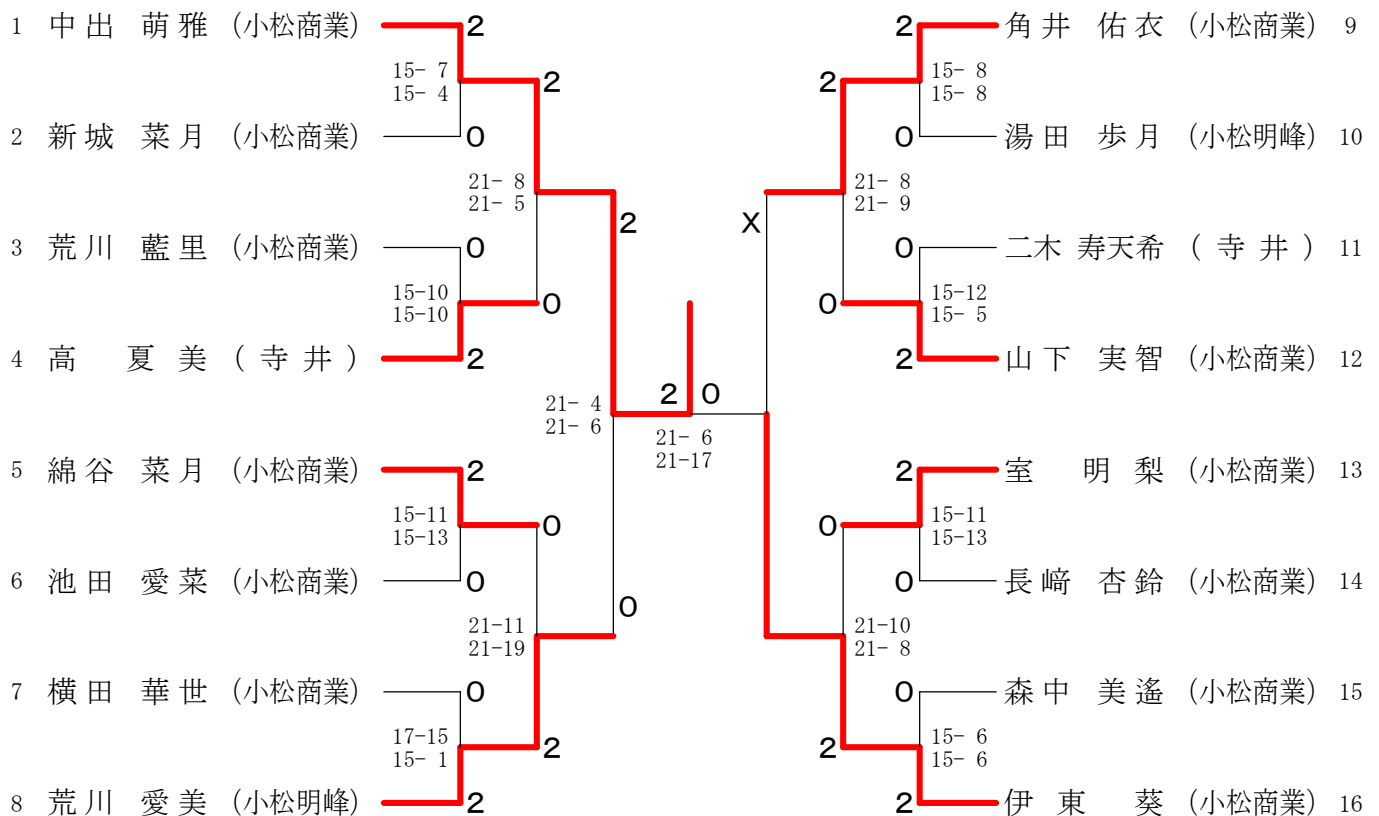 1 中出 萌雅 (小松商業) 2 2 角井 佑衣 (小松商業) 9
15- 7 2 2 15- 8
15- 4 15- 8
2 新城 菜月 (小松商業) 0 0 湯田 歩月 (小松明峰) 10
21- 8 21- 8
21- 5 21- 9
2 X
3 荒川 藍里 (小松商業) 0 0 二木 寿天希 (寺井) 11
15-10 0 0 15-12
15-10 15- 5
4 高 夏美 (寺井) 2 2 山下 実智 (小松商業) 12
21- 4 2 0
21- 6 21- 6
21-17
5 綿谷 菜月 (小松商業) 2 2 室 明梨 (小松商業) 13
15-11 0 0 15-11
15-13 15-13
6 池田 愛菜 (小松商業) 0 0 長﨑 杏鈴 (小松商業) 14
0
21-11 21-10
21-19 21- 8
7 横田 華世 (小松商業) 0 0 森中 美遙 (小松商業) 15
17-15 2 2 15- 6
15- 1 15- 6
8 荒川 愛美 (小松明峰) 2 2 伊東 葵 (小松商業) 16